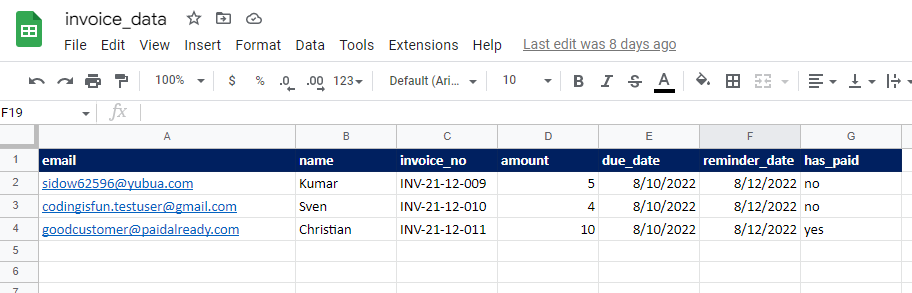 invoice_data
File Edit View Insert Format Data Tools Extensions Help Last edit was 8 days ago
100% $ % .0 .00 123 Default (Ari... 10 B I S A
F19 fx
A B C D E F G
1 email name invoice_no amount due_date reminder_date has_paid
2 sidow62596@yubua.com Kumar INV-21-12-009 5 8/10/2022 8/12/2022 no
3 codingisfun.testuser@gmail.com Sven INV-21-12-010 4 8/10/2022 8/12/2022 no
4 goodcustomer@paidalready.com Christian INV-21-12-011 10 8/10/2022 8/12/2022 yes
5
6
7